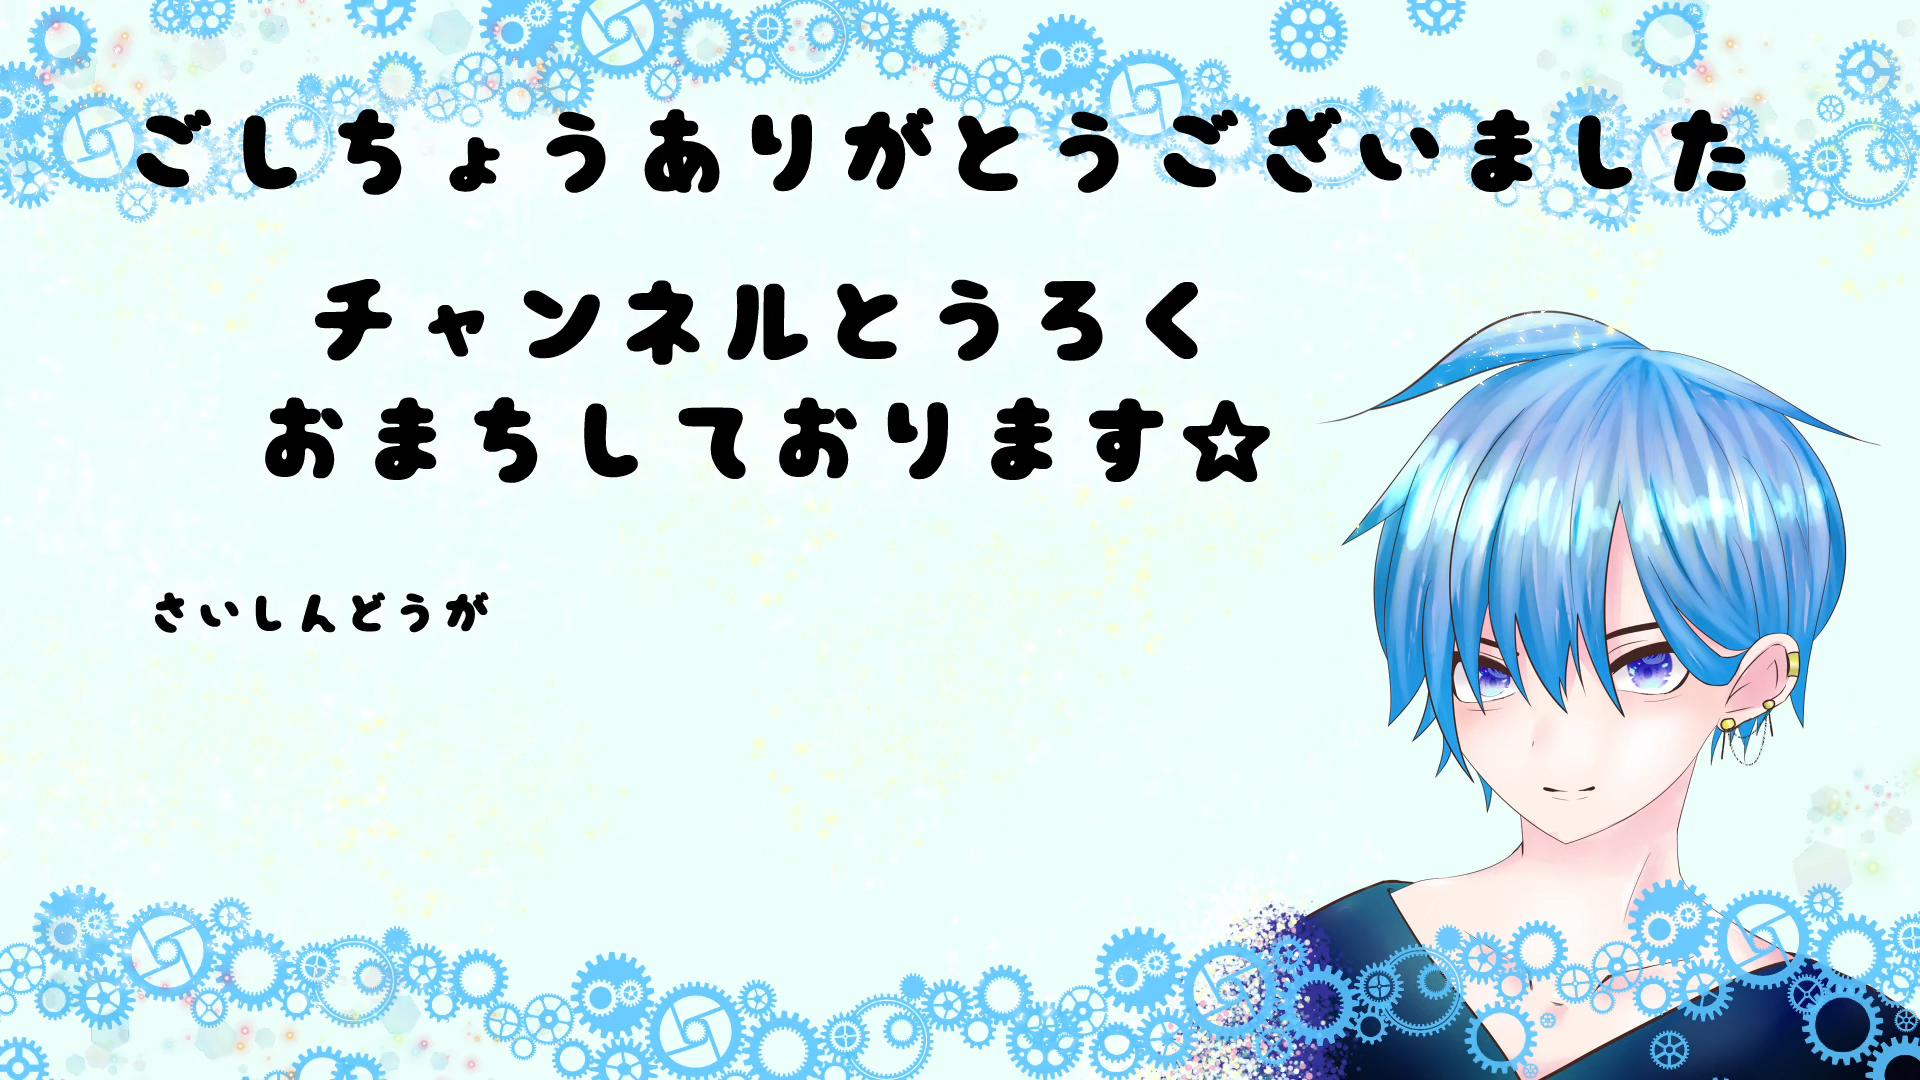 ごしちょうありがとうございました
チャンネルとうろく
おまちしております☆
さいしんどうが